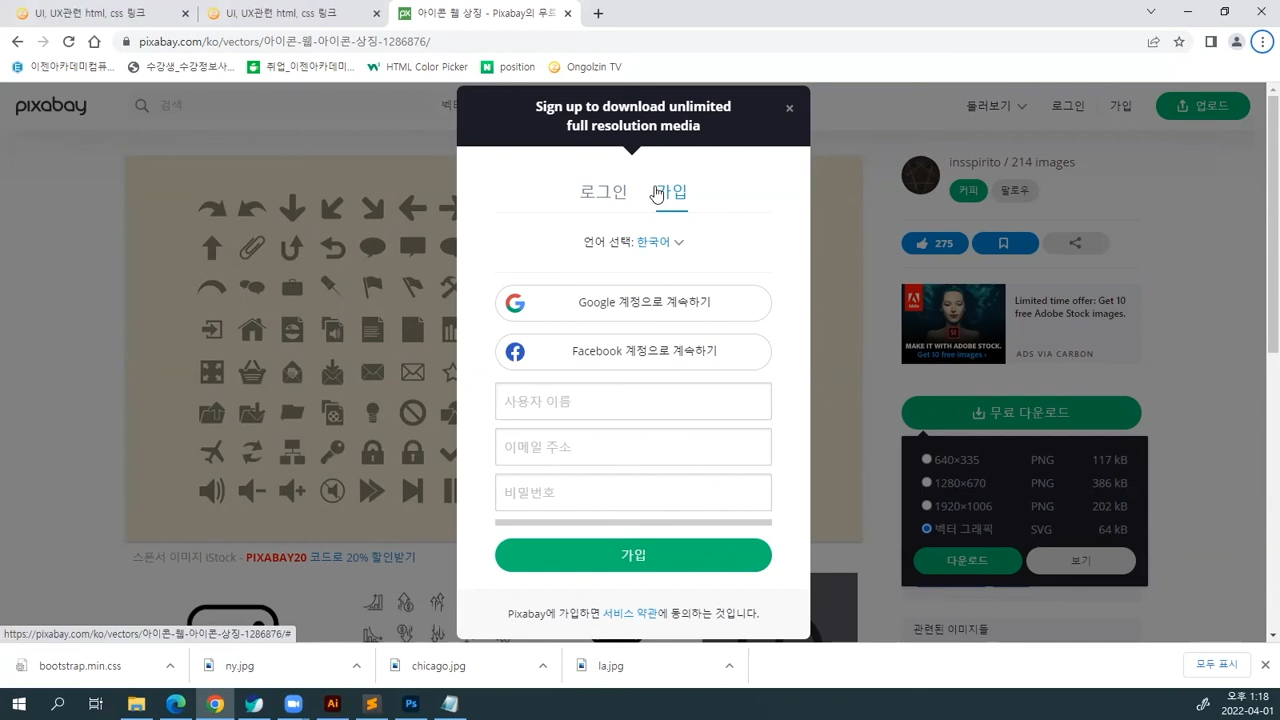 UI, UX관련 html, css 링크
UI, UX관련 html, css 링크
아이콘 웹 상징 - Pixabay의 무료
pixabay.com/ko/vectors/아이콘-웹-아이콘-상징-1286876/
이젠아카데미컴퓨...
수강생_수강정보사...
취업_이젠아카데미...
HTML Color Picker
position
Ongolzin TV
pixabay
검색
벡터
둘러보기
로그인
가입
업로드
Sign up to download unlimited
full resolution media
로그인
가입
언어 선택: 한국어
Google 계정으로 계속하기
Facebook 계정으로 계속하기
사용자 이름
이메일 주소
비밀번호
가입
Pixabay에 가입하면 서비스 약관에 동의하는 것입니다.
insspirito / 214 images
커피
팔로우
275
MAKE IT WITH ADOBE STOCK.
Get 10 free images ›
Limited time offer: Get 10
free Adobe Stock images.
ADS VIA CARBON
무료 다운로드
640×335 PNG 117 kB
1280×670 PNG 386 kB
1920×1006 PNG 202 kB
벡터 그래픽 SVG 64 kB
다운로드
보기
관련된 이미지들
스폰서 이미지 iStock - PIXABAY20 코드로 20% 할인받기
https://pixabay.com/ko/vectors/아이콘-웹-아이콘-상징-1286876/#
bootstrap.min.css
ny.jpg
chicago.jpg
la.jpg
모두 표시
Ai
Ps
오후 1:18
2022-04-01